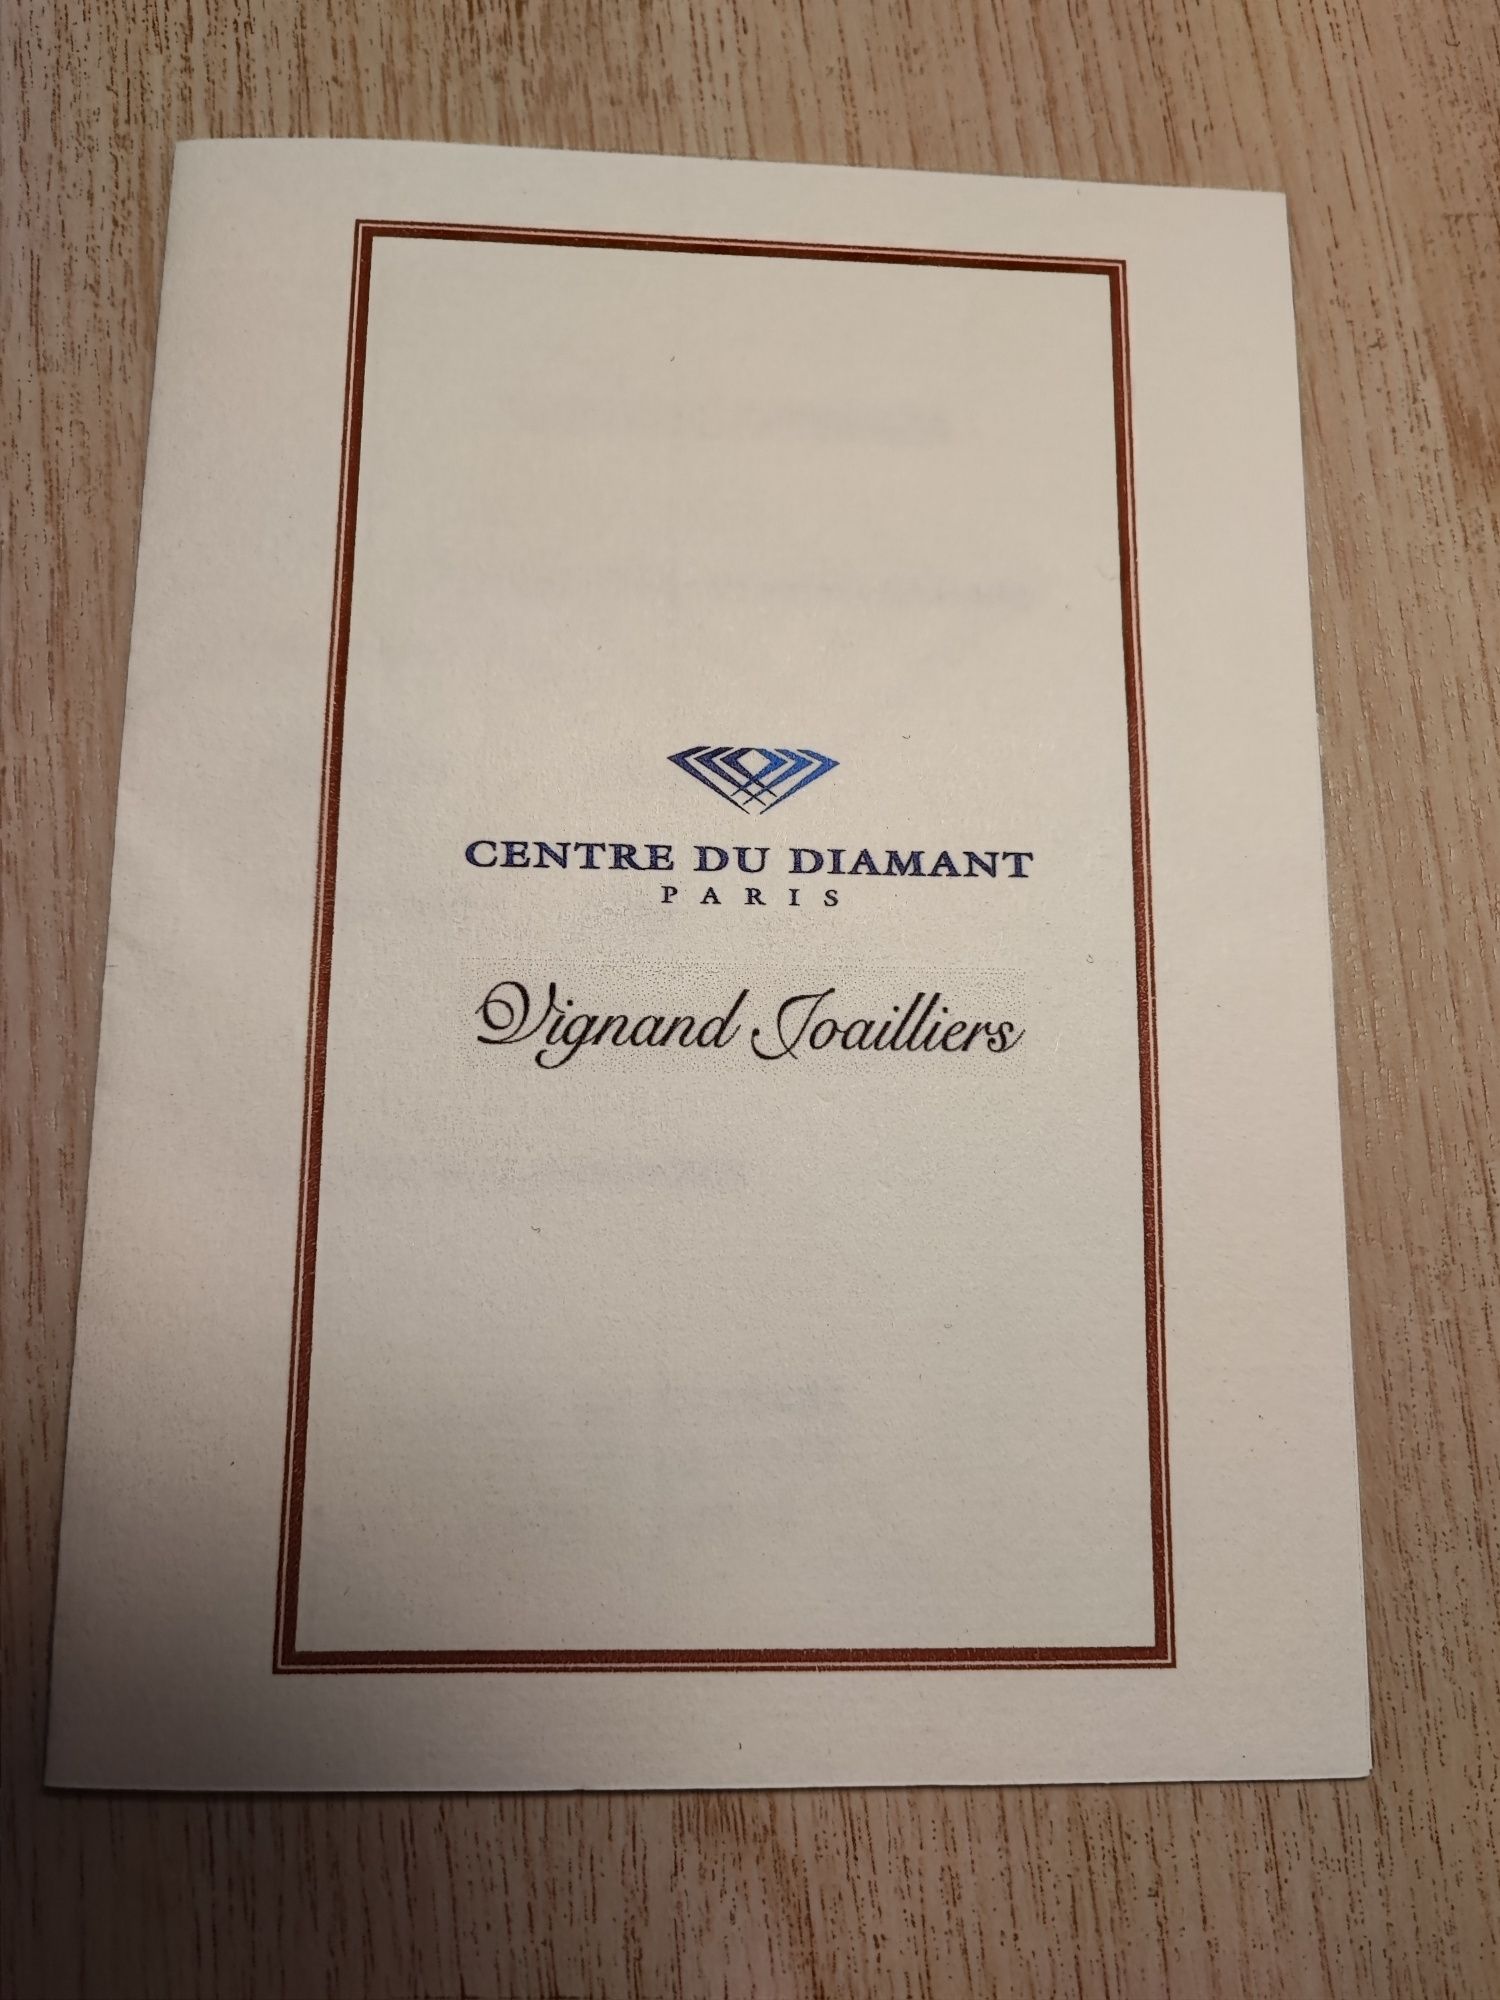 CENTRE DU DIAMANT
PARIS
Vignand Joailliers